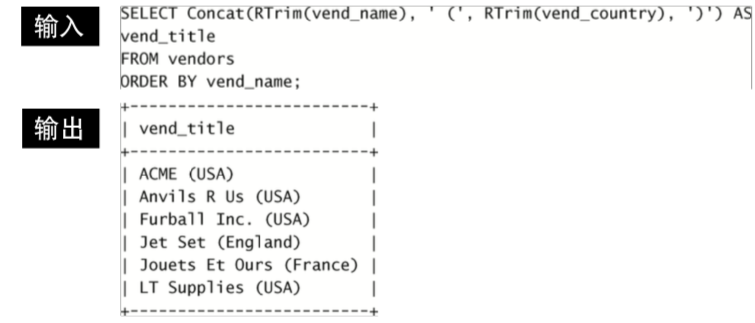 输入
SELECT Concat(RTrim(vend_name), ' (', RTrim(vend_country), ')') AS
vend_title
FROM vendors
ORDER BY vend_name;
输出
+-------------------------+
| vend_title              |
+-------------------------+
| ACME (USA)              |
| Anvils R Us (USA)       |
| Furball Inc. (USA)      |
| Jet Set (England)       |
| Jouets Et Ours (France) |
| LT Supplies (USA)       |
+-------------------------+